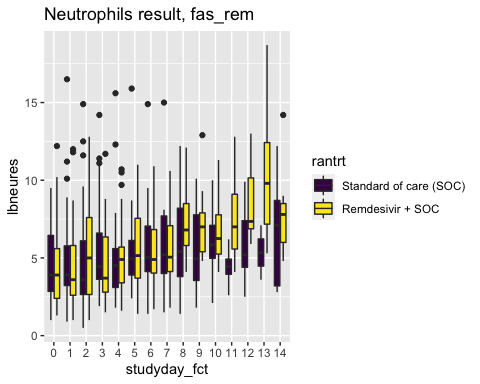 Neutrophils result, fas_rem
lbneures
15
10
5
0
0 1 2 3 4 5 6 7 8 9 10 11 12 13 14
studyday_fct
rantrt
Standard of care (SOC)
Remdesivir + SOC